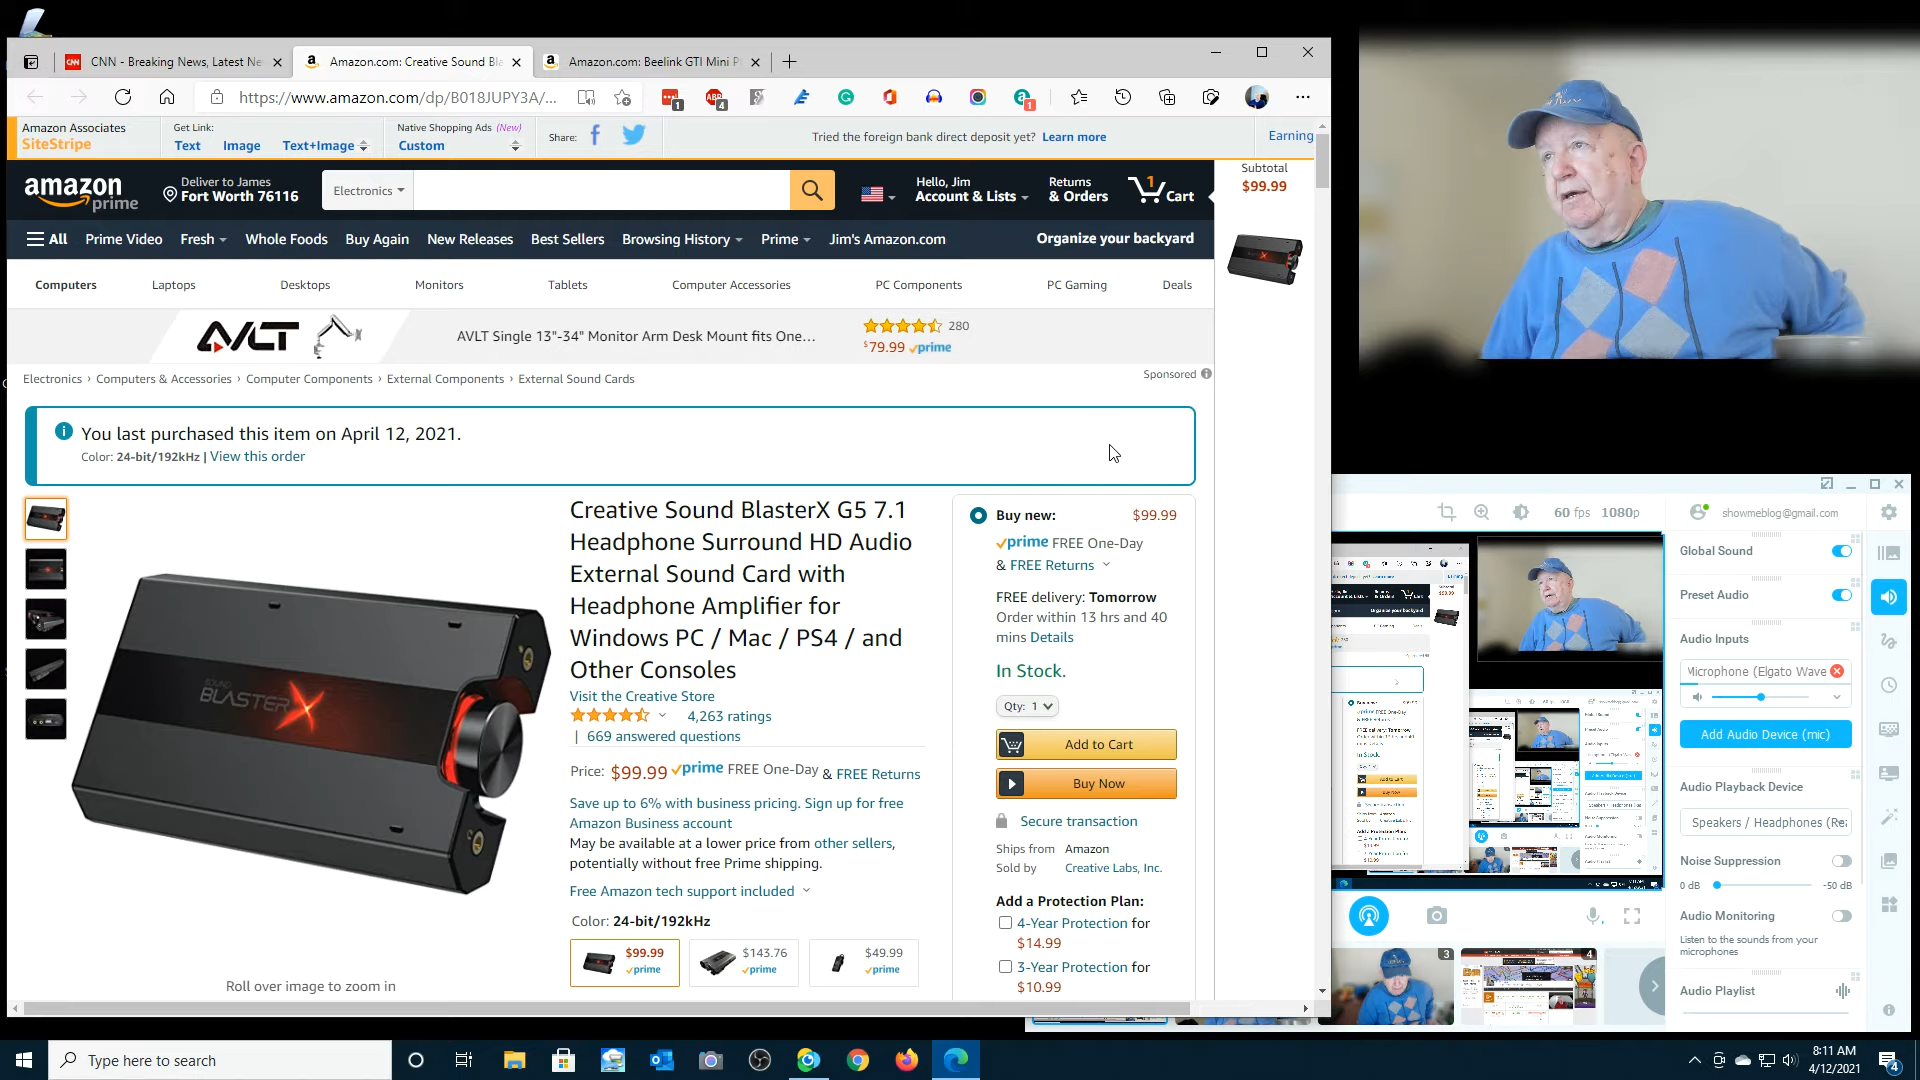 CNN - Breaking News, Latest Ne
Amazon.com: Creative Sound Bla
Amazon.com: Beelink GTI Mini P
https://www.amazon.com/dp/B018JUPY3A/...
1
4
1
Amazon Associates
SiteStripe
Get Link:
Text
Image
Text+Image
Native Shopping Ads (New)
Custom
Share:
Tried the foreign bank direct deposit yet? Learn more
Earning
amazon
prime
Deliver to James
Fort Worth 76116
Electronics
Hello, Jim
Account & Lists
Returns
& Orders
1
Cart
Subtotal
$99.99
All
Prime Video
Fresh
Whole Foods
Buy Again
New Releases
Best Sellers
Browsing History
Prime
Jim's Amazon.com
Organize your backyard
Computers
Laptops
Desktops
Monitors
Tablets
Computer Accessories
PC Components
PC Gaming
Deals
AVLT
AVLT Single 13"-34" Monitor Arm Desk Mount fits One...
280
$79.99 prime
Electronics › Computers & Accessories › Computer Components › External Components › External Sound Cards
Sponsored
You last purchased this item on April 12, 2021.
Color: 24-bit/192kHz | View this order
SOUND
BLASTERX
Roll over image to zoom in
Creative Sound BlasterX G5 7.1
Headphone Surround HD Audio
External Sound Card with
Headphone Amplifier for
Windows PC / Mac / PS4 / and
Other Consoles
Visit the Creative Store
4,263 ratings
| 669 answered questions
Price: $99.99 prime FREE One-Day & FREE Returns
Save up to 6% with business pricing. Sign up for free
Amazon Business account
May be available at a lower price from other sellers,
potentially without free Prime shipping.
Free Amazon tech support included
Color: 24-bit/192kHz
$99.99
prime
$143.76
prime
$49.99
prime
Buy new:
$99.99
prime FREE One-Day
& FREE Returns
FREE delivery: Tomorrow
Order within 13 hrs and 40
mins Details
In Stock.
Qty: 1
Add to Cart
Buy Now
Secure transaction
Ships from Amazon
Sold by Creative Labs, Inc.
Add a Protection Plan:
4-Year Protection for
$14.99
3-Year Protection for
$10.99
60 fps 1080p
showmeblog@gmail.com
Global Sound
Preset Audio
Audio Inputs
Microphone (Elgato Wave
Add Audio Device (mic)
Audio Playback Device
Speakers / Headphones (Rea
Noise Suppression
0 dB
-50 dB
Audio Monitoring
Listen to the sounds from your
microphones
Audio Playlist
3
4
Type here to search
8:11 AM
4/12/2021
4